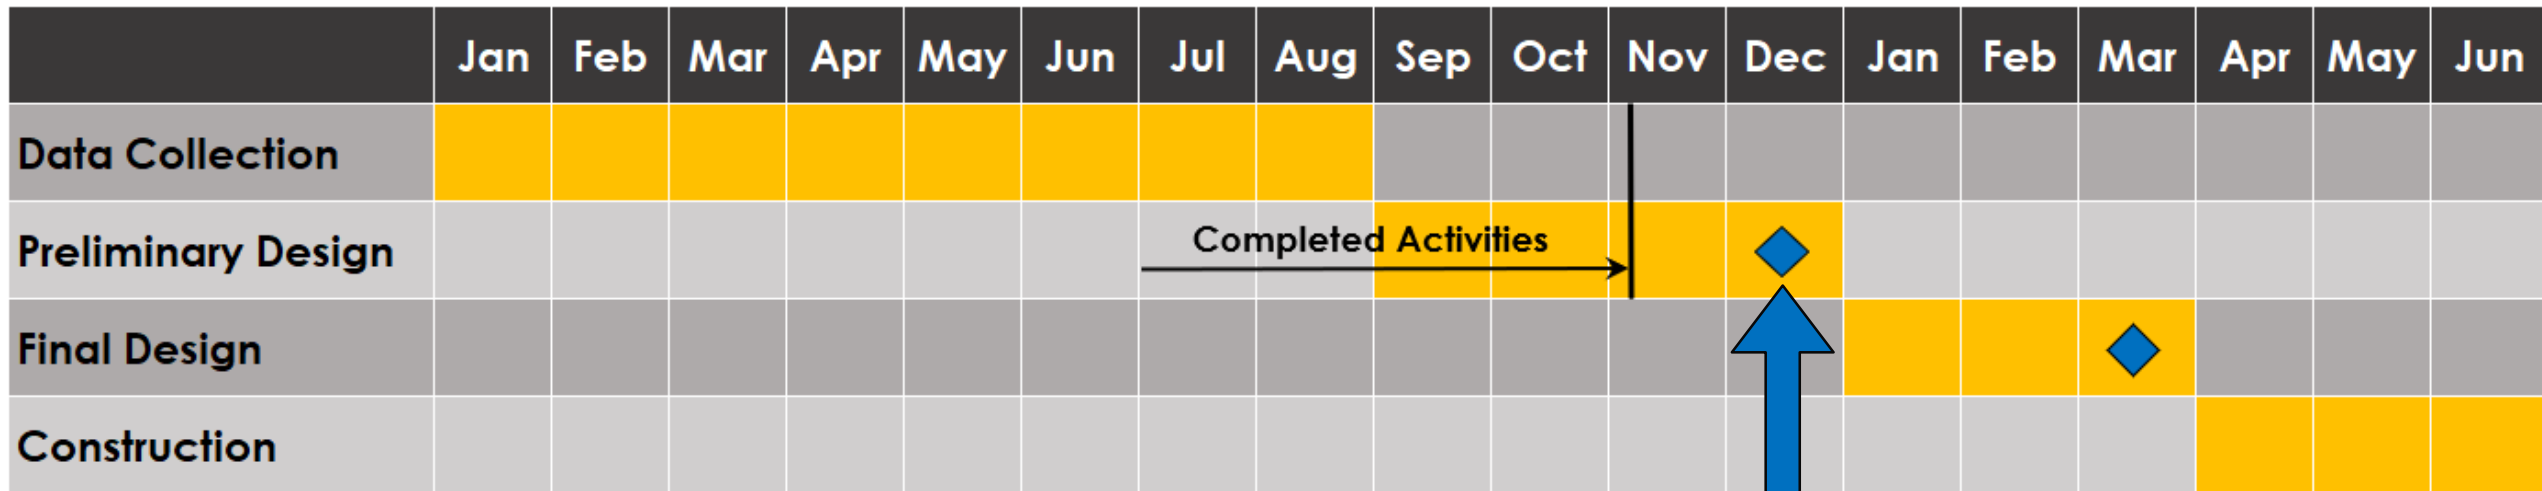 Jan Feb Mar Apr May Jun Jul Aug Sep Oct Nov Dec Jan Feb Mar Apr May Jun
Data Collection
Preliminary Design
Completed Activities
Final Design
Construction